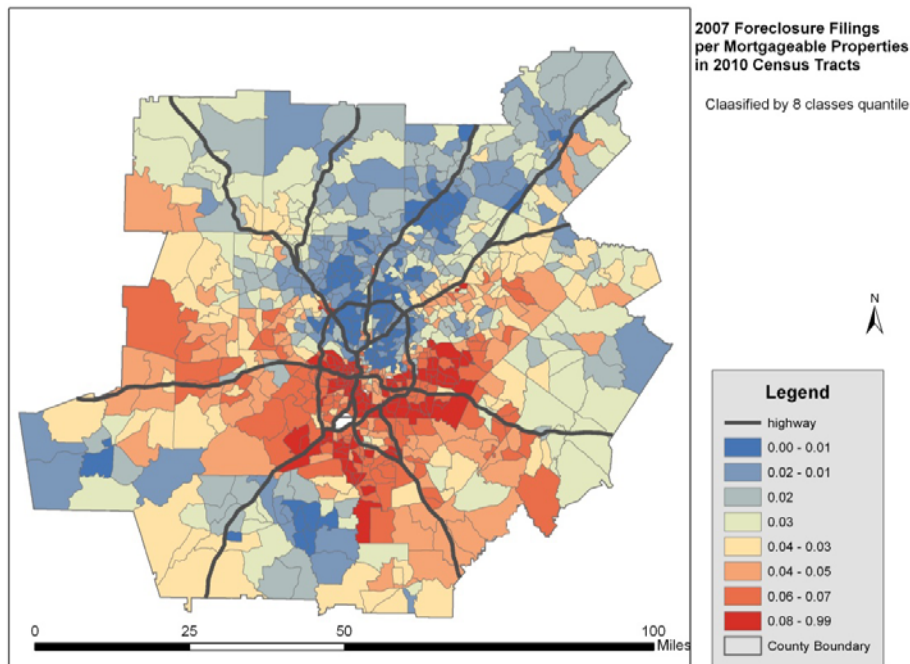 2007 Foreclosure Filings
per Mortgageable Properties
in 2010 Census Tracts
Claasified by 8 classes quantile
N
Legend
highway
0.00 - 0.01
0.02 - 0.01
0.02
0.03
0.04 - 0.03
0.04 - 0.05
0.06 - 0.07
0.08 - 0.99
County Boundary
0 25 50 100
Miles